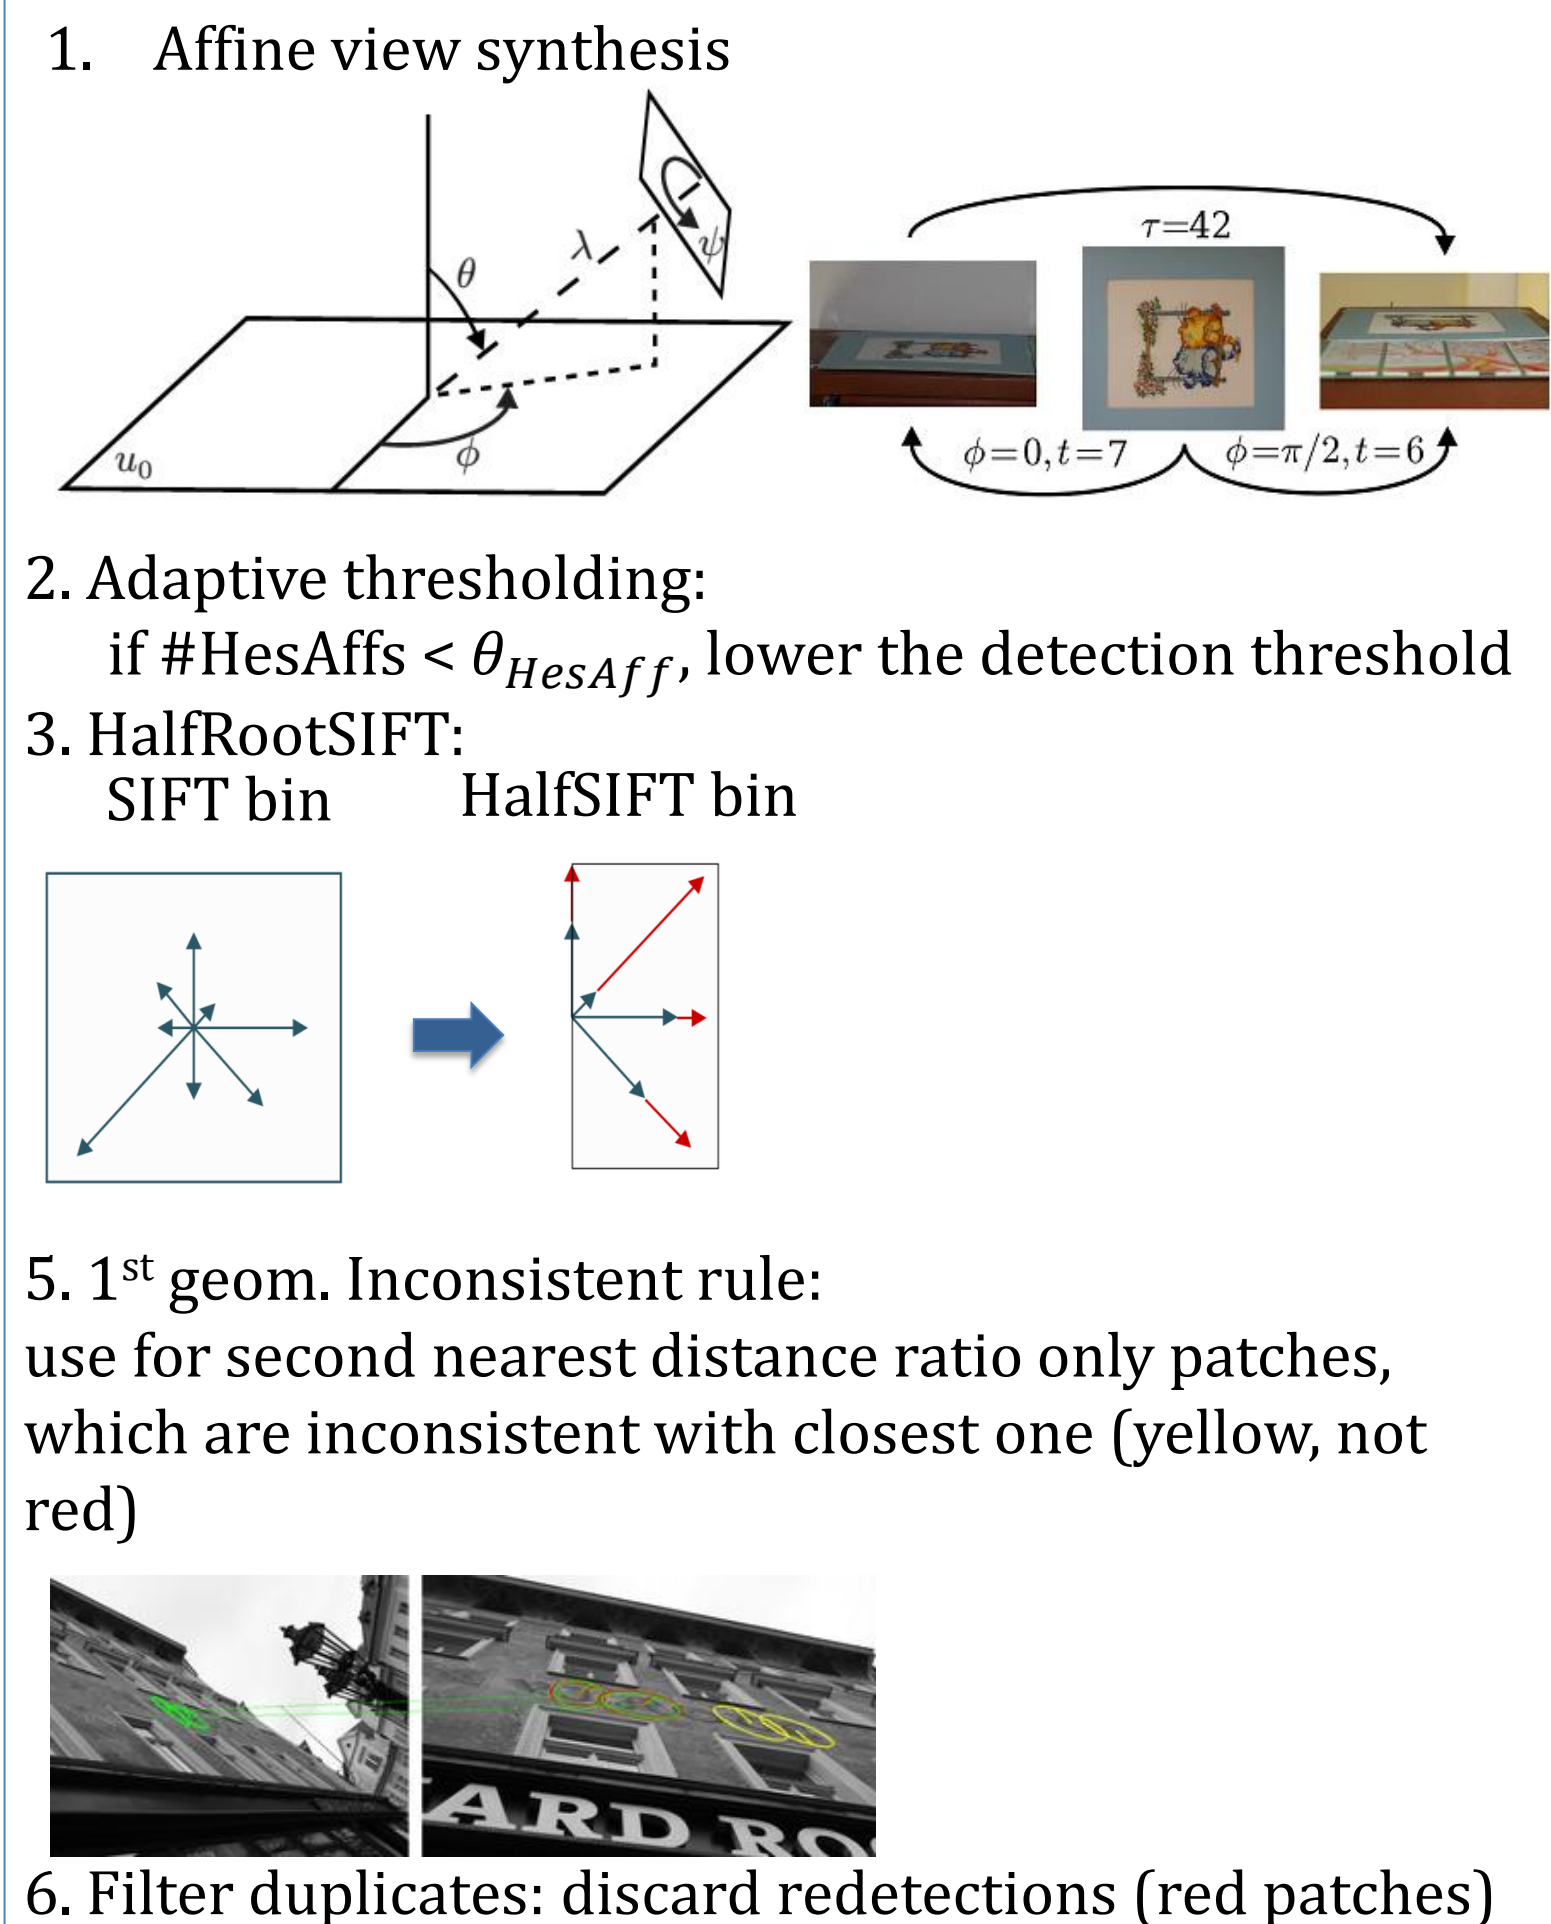 1. Affine view synthesis
λ
θ
ψ
ϕ
u₀
τ=42
ϕ=0,t=7
ϕ=π/2,t=6
2. Adaptive thresholding:
if #HesAffs < θ_HesAff, lower the detection threshold
3. HalfRootSIFT:
SIFT bin
HalfSIFT bin
5. 1st geom. Inconsistent rule:
use for second nearest distance ratio only patches,
which are inconsistent with closest one (yellow, not
red)
ARD RO
6. Filter duplicates: discard redetections (red patches)